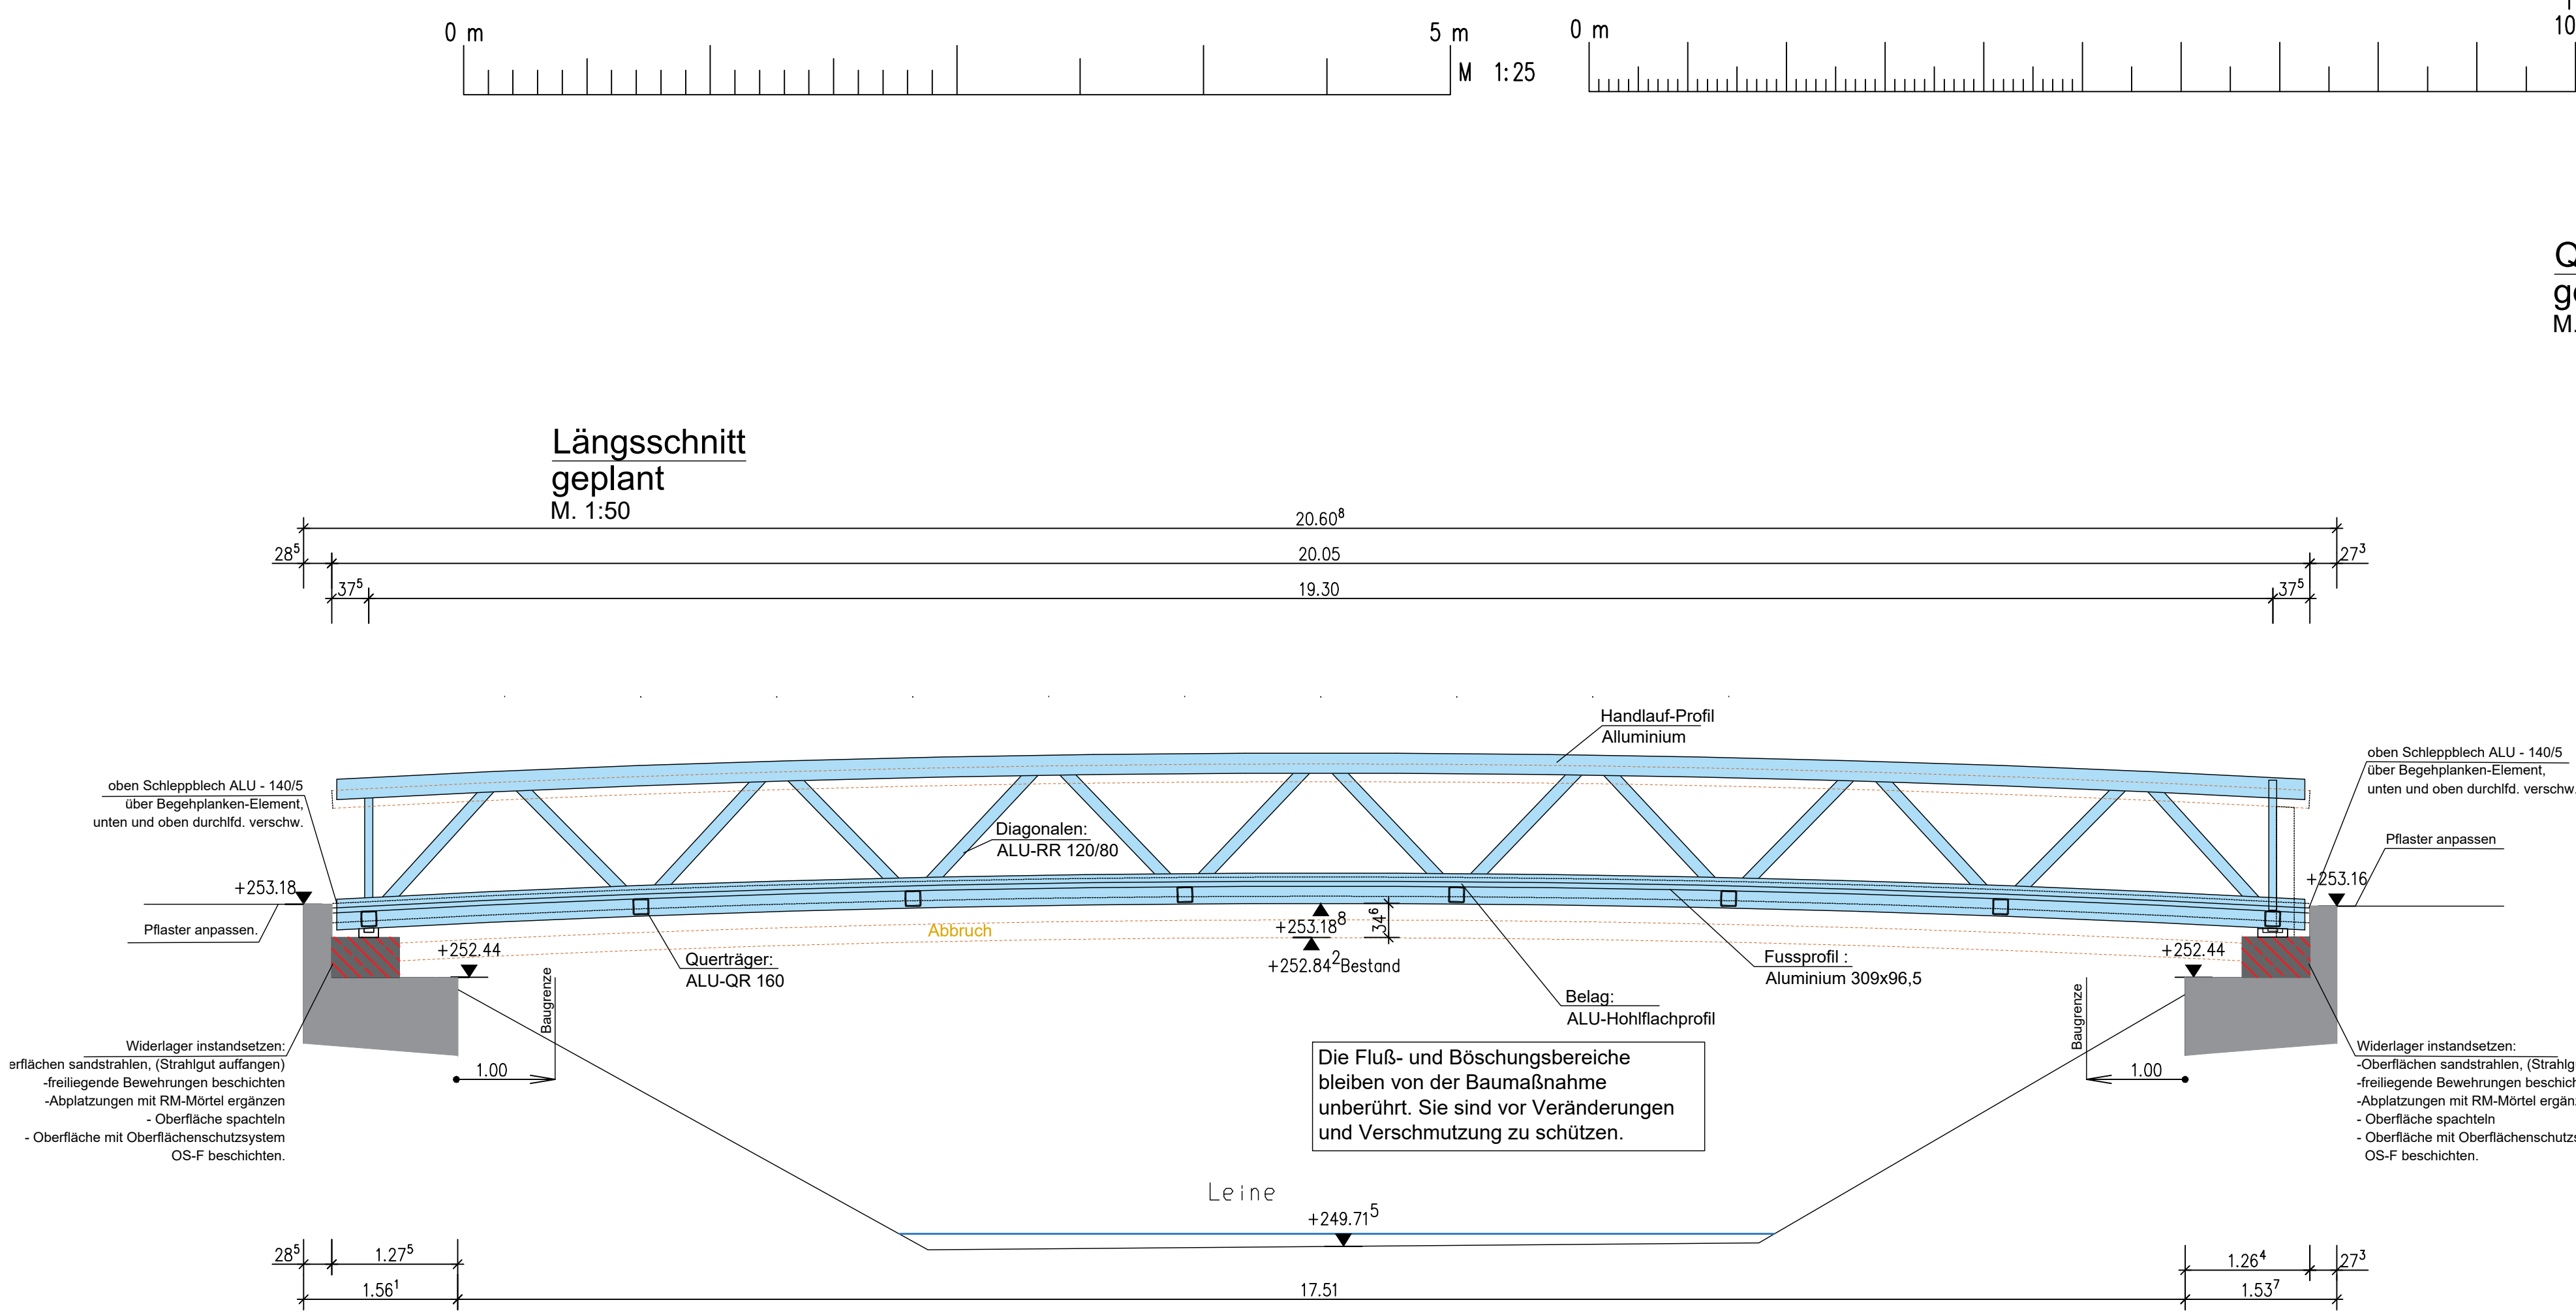 0 m
5 m
M 1:25
0 m
10
Längsschnitt
geplant
M. 1:50
20.60⁸
28⁵
20.05
27³
37⁵
19.30
37⁵
Handlauf-Profil
Alluminium
oben Schleppblech ALU - 140/5
über Begehplanken-Element,
unten und oben durchlfd. verschw.
oben Schleppblech ALU - 140/5
über Begehplanken-Element,
unten und oben durchlfd. verschw.
Diagonalen:
ALU-RR 120/80
Pflaster anpassen
+253.18
+253.16
Pflaster anpassen.
Abbruch
+253.18⁸
34⁶
+252.84² Bestand
+252.44
+252.44
Querträger:
ALU-QR 160
Fussprofil :
Aluminium 309x96,5
Belag:
ALU-Hohlflachprofil
Baugrenze
Baugrenze
1.00
1.00
Widerlager instandsetzen:
erflächen sandstrahlen, (Strahlgut auffangen)
-freiliegende Bewehrungen beschichten
-Abplatzungen mit RM-Mörtel ergänzen
- Oberfläche spachteln
- Oberfläche mit Oberflächenschutzsystem
OS-F beschichten.
Die Fluß- und Böschungsbereiche
bleiben von der Baumaßnahme
unberührt. Sie sind vor Veränderungen
und Verschmutzung zu schützen.
Widerlager instandsetzen:
-Oberflächen sandstrahlen, (Strahlg
-freiliegende Bewehrungen beschich
-Abplatzungen mit RM-Mörtel ergän
- Oberfläche spachteln
- Oberfläche mit Oberflächenschutzs
OS-F beschichten.
Leine
+249.71⁵
28⁵
1.27⁵
1.26⁴
27³
1.56¹
17.51
1.53⁷